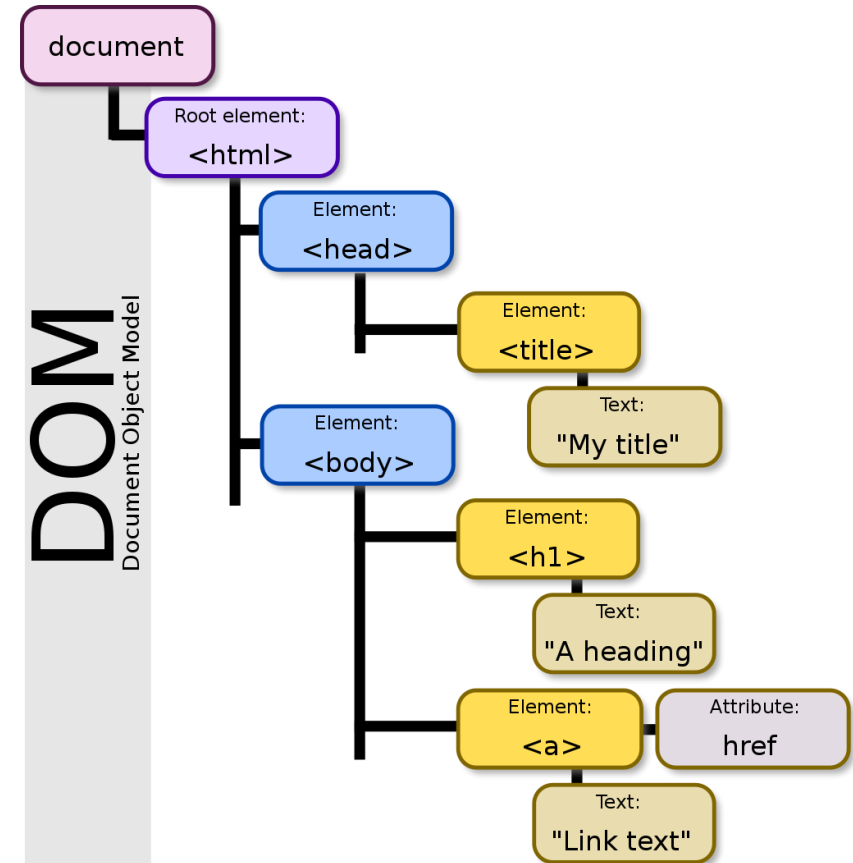 document
Root element:
<html>
Element:
<head>
Element:
<title>
Text:
"My title"
Element:
<body>
Element:
<h1>
Text:
"A heading"
Element:
<a>
Attribute:
href
Text:
"Link text"
DOM
Document Object Model